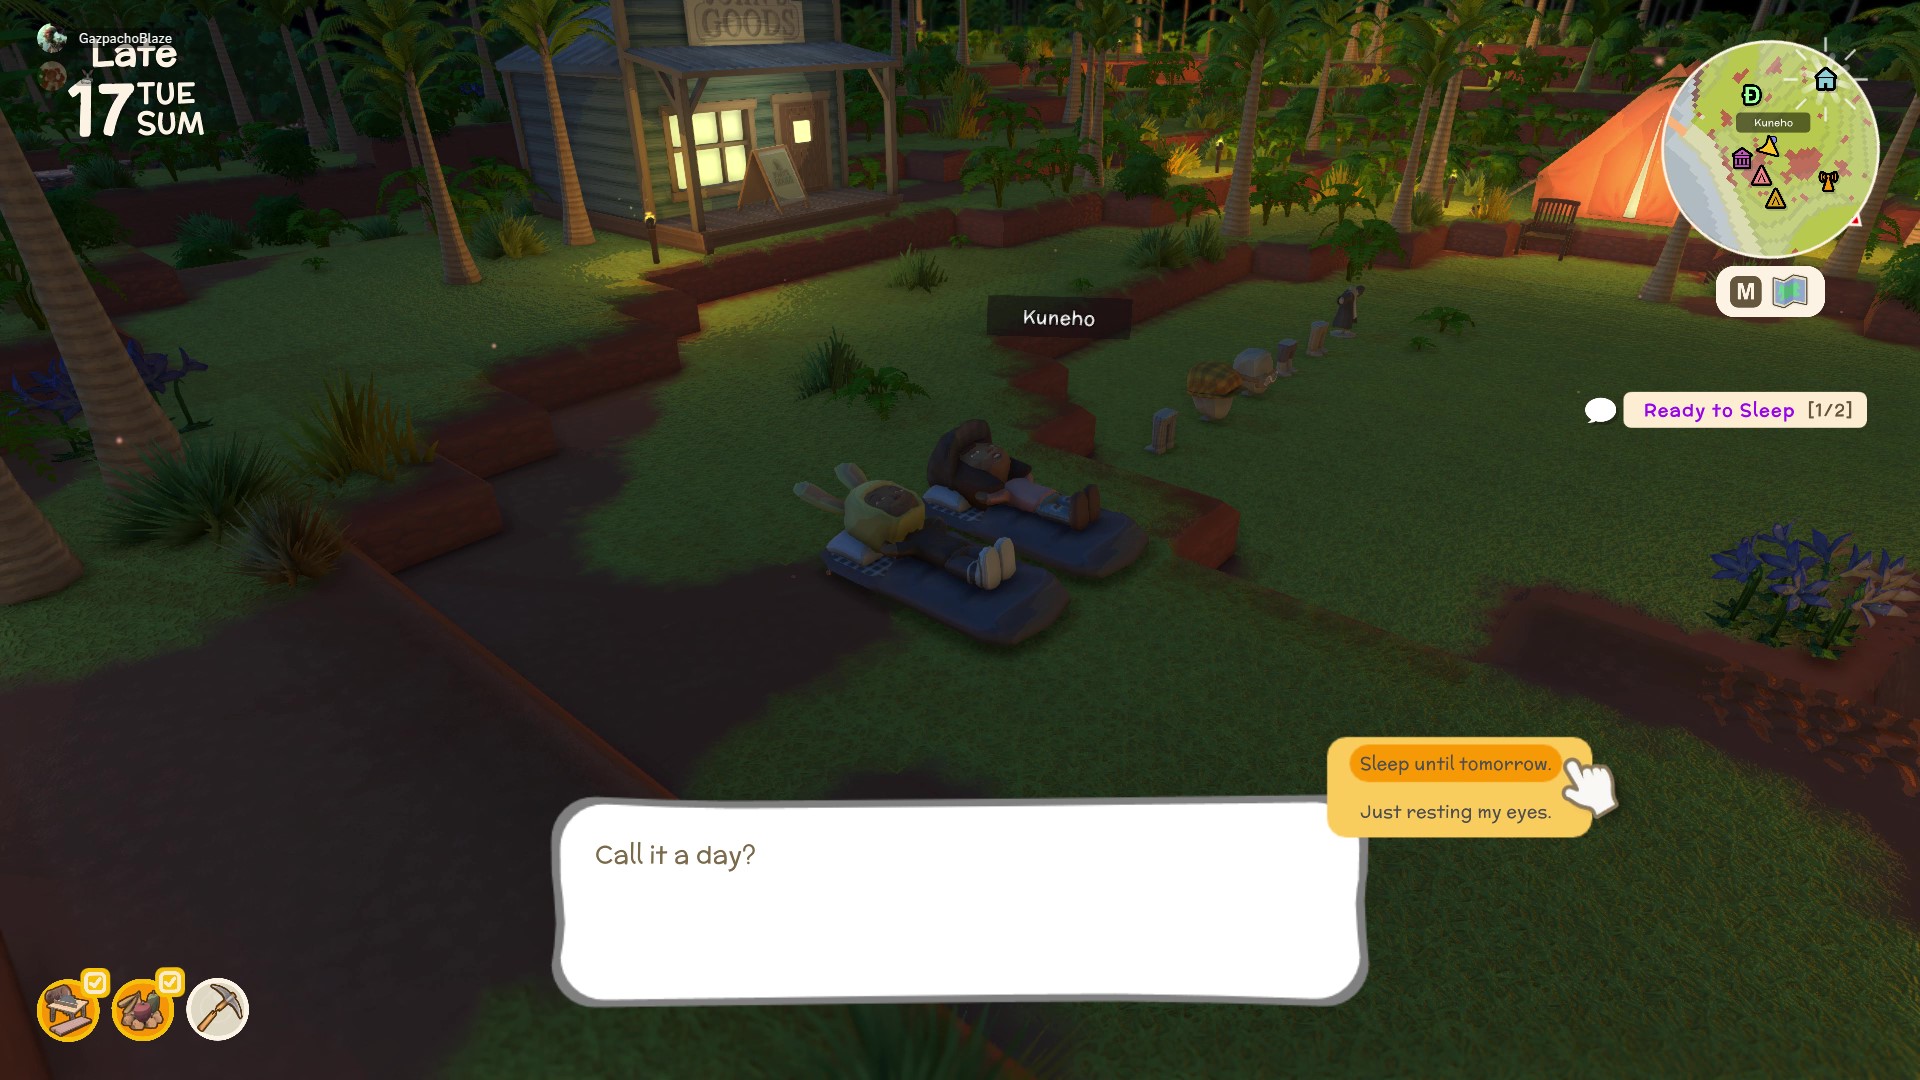 GazpachoBlaze
Late
17 TUE
SUM
JOHN'S
GOODS
D
Kuneho
M
Kuneho
Ready to Sleep [1/2]
Sleep until tomorrow.
Just resting my eyes.
Call it a day?